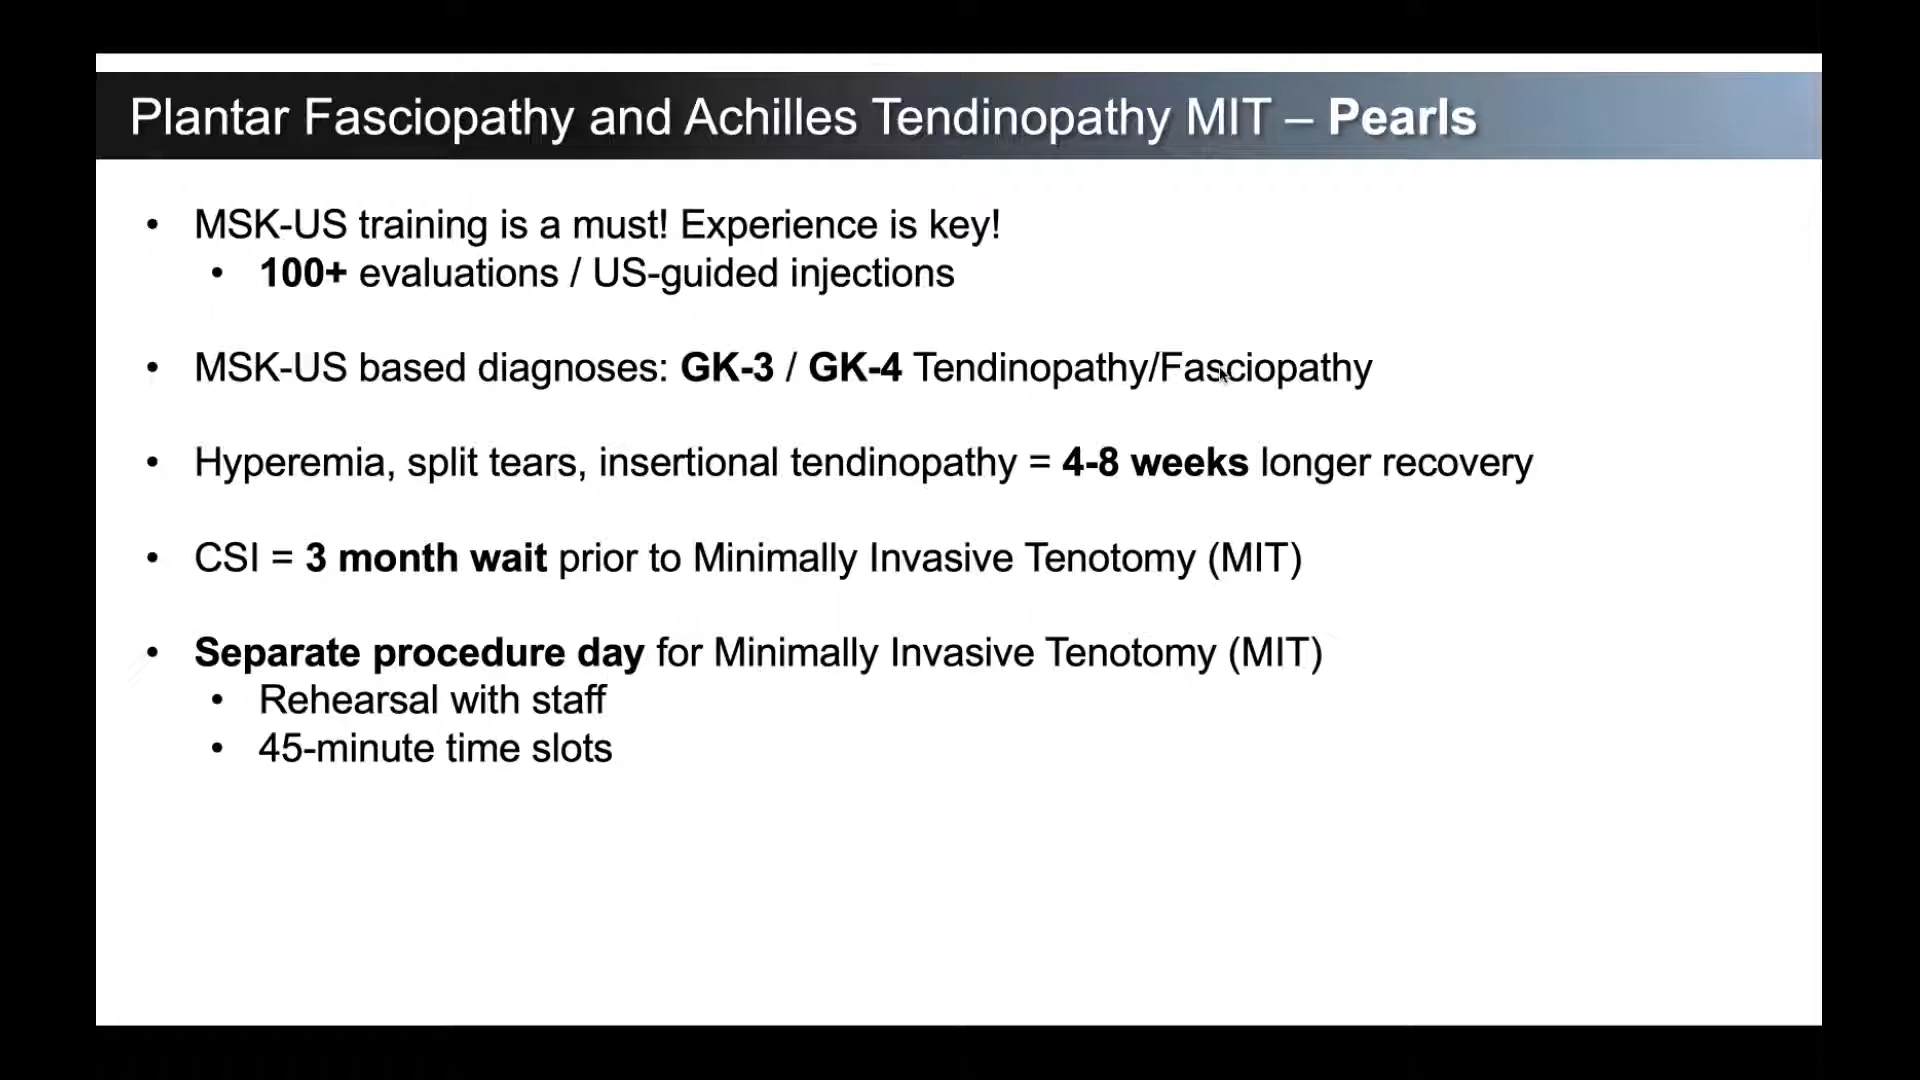 Plantar Fasciopathy and Achilles Tendinopathy MIT – Pearls
• MSK-US training is a must! Experience is key!
• 100+ evaluations / US-guided injections
• MSK-US based diagnoses: GK-3 / GK-4 Tendinopathy/Fasciopathy
• Hyperemia, split tears, insertional tendinopathy = 4-8 weeks longer recovery
• CSI = 3 month wait prior to Minimally Invasive Tenotomy (MIT)
• Separate procedure day for Minimally Invasive Tenotomy (MIT)
• Rehearsal with staff
• 45-minute time slots